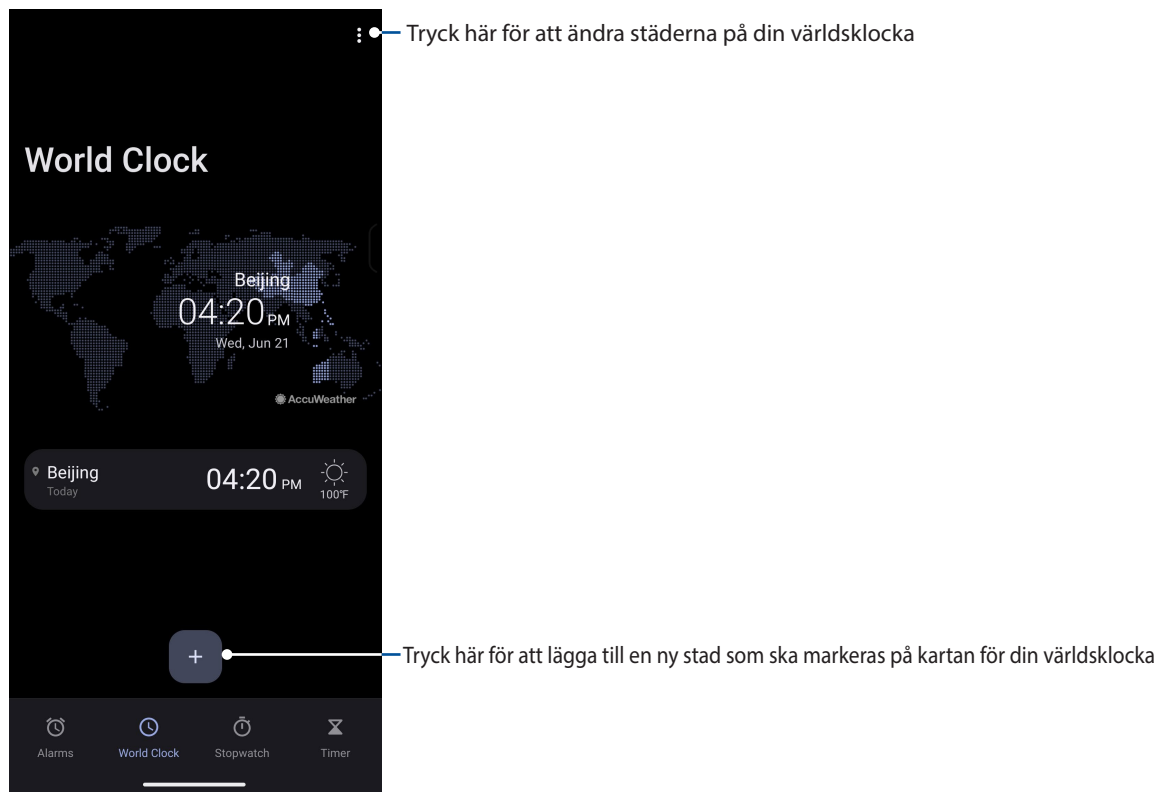 Tryck här för att ändra städerna på din världsklocka
World Clock
Beijing
04:20 PM
Wed, Jun 21
AccuWeather
Beijing
Today
04:20 PM
100°F
+
Tryck här för att lägga till en ny stad som ska markeras på kartan för din världsklocka
Alarms
World Clock
Stopwatch
Timer